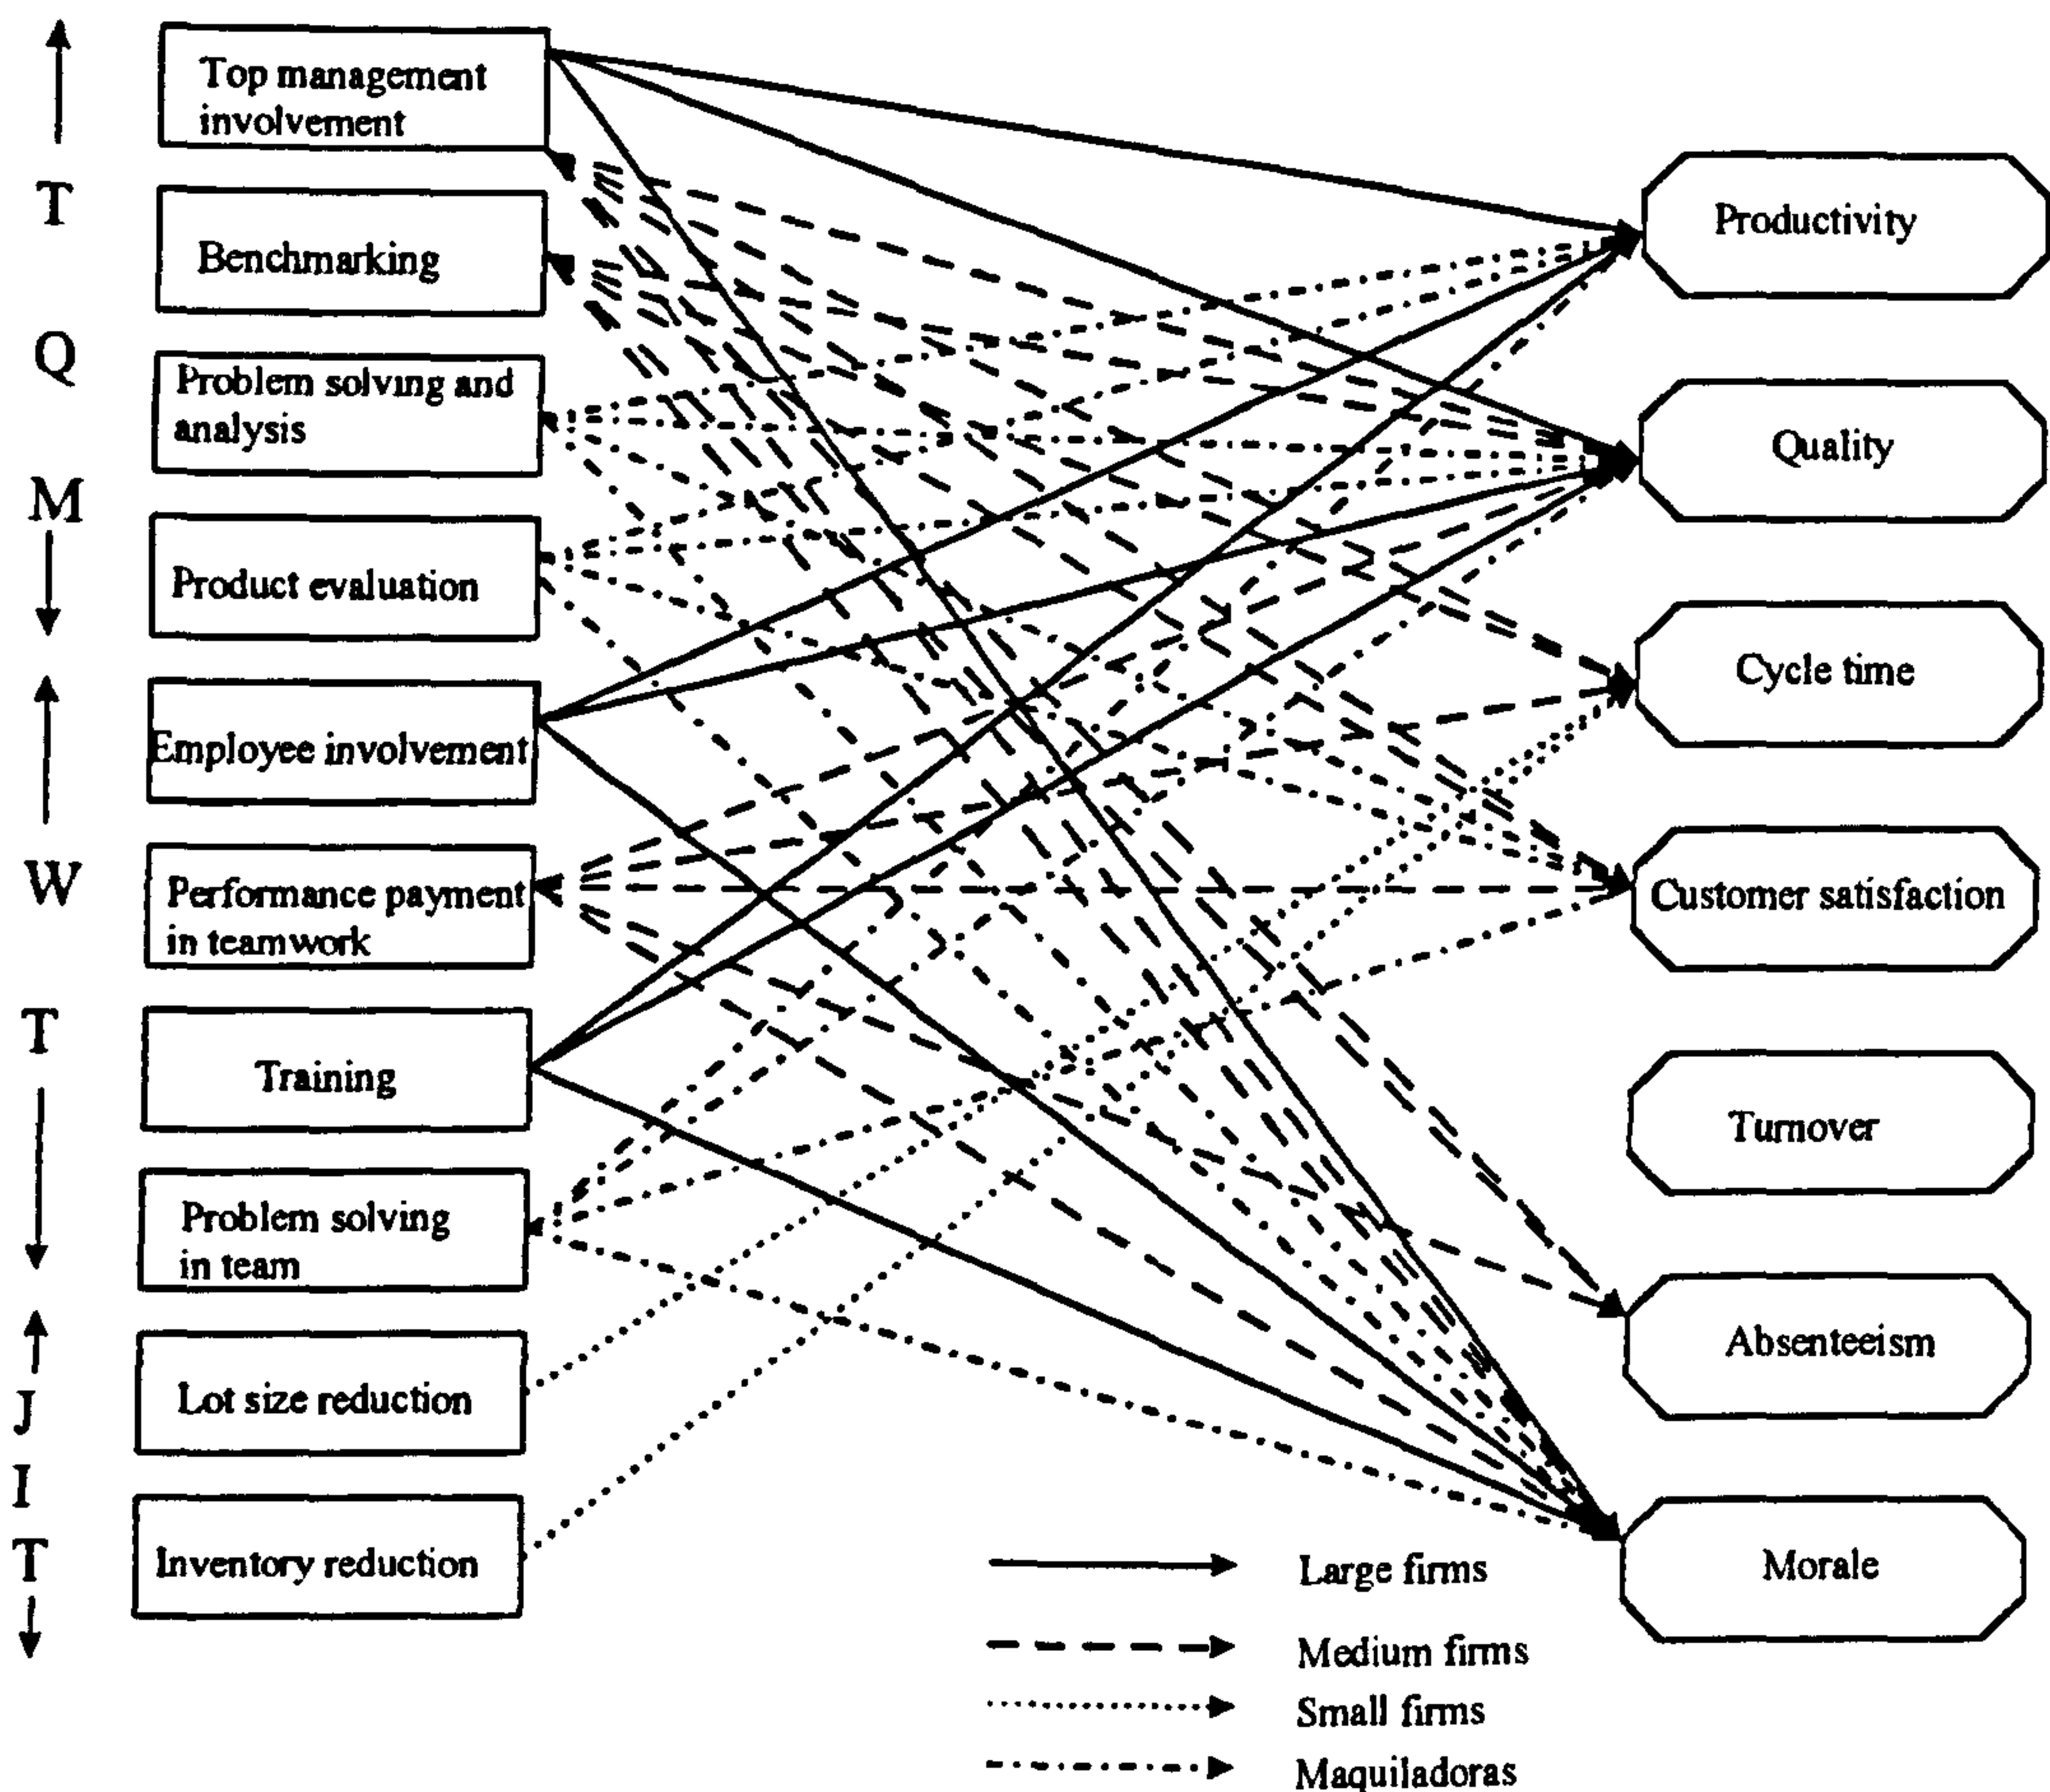 T
Q
M
W
T
J
I
T
Top management
involvement
Benchmarking
Problem solving and
analysis
Product evaluation
Employee involvement
Performance payment
in teamwork
Training
Problem solving
in team
Lot size reduction
Inventory reduction
Productivity
Quality
Cycle time
Customer satisfaction
Turnover
Absenteeism
Morale
Large firms
Medium firms
Small firms
Maquiladoras